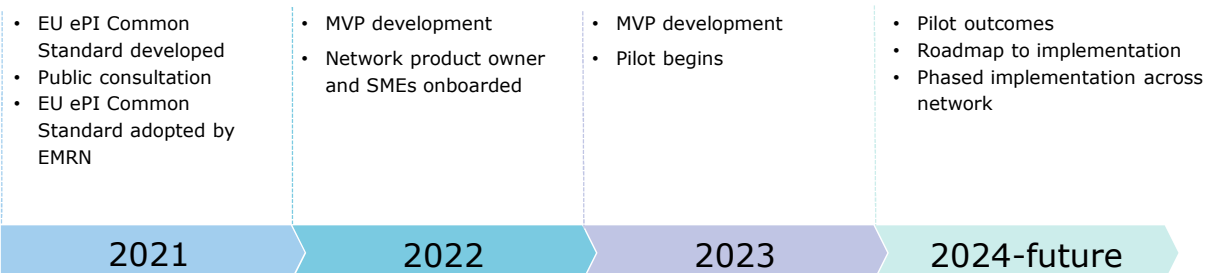 • EU ePI Common
Standard developed
• Public consultation
• EU ePI Common
Standard adopted by
EMRN
• MVP development
• Network product owner
and SMEs onboarded
• MVP development
• Pilot begins
• Pilot outcomes
• Roadmap to implementation
• Phased implementation across
network
2021
2022
2023
2024-future